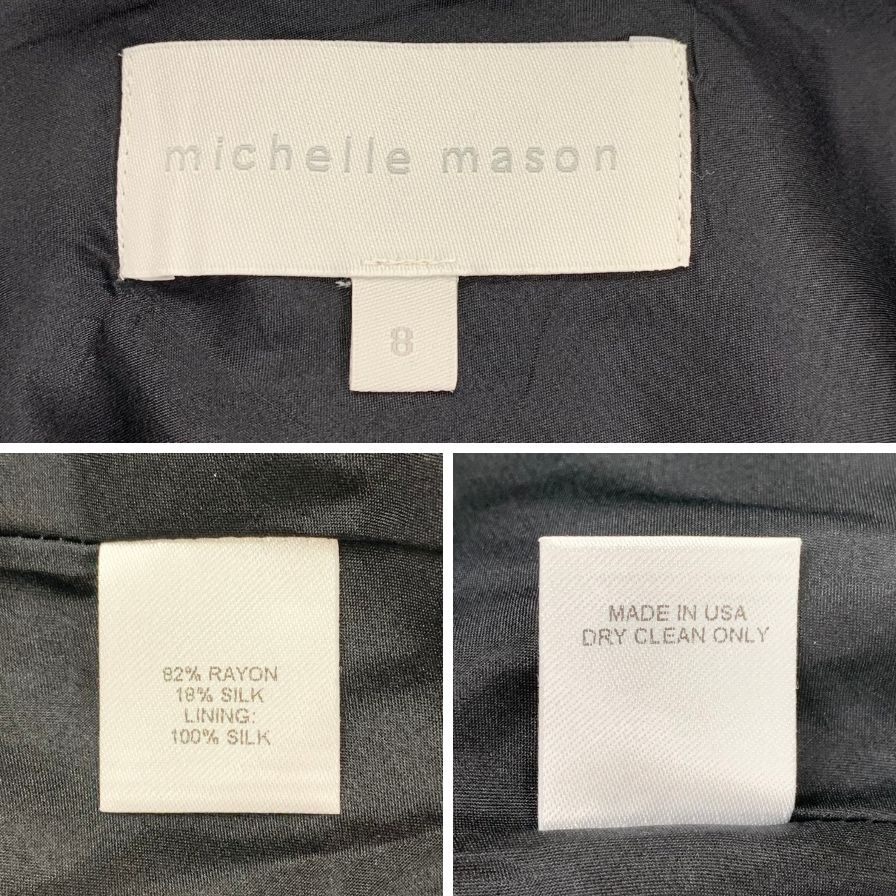 michelle mason
8
82% RAYON
18% SILK
LINING:
100% SILK
MADE IN USA
DRY CLEAN ONLY